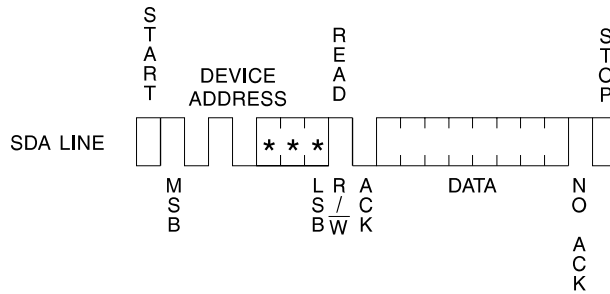 START
READ
STOP
DEVICE
ADDRESS
SDA LINE
* * *
MSB
LSB
R/W̅
ACK
DATA
NO ACK